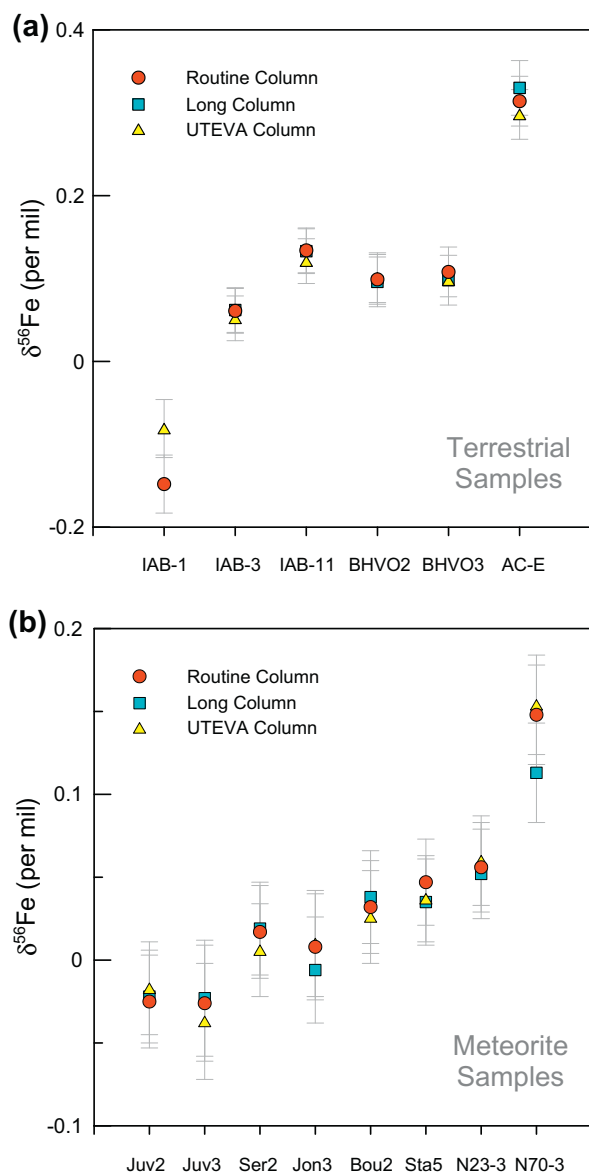 (a)
0.4
Routine Column
Long Column
UTEVA Column
0.2
δ⁵⁶Fe (per mil)
0
Terrestrial
Samples
-0.2
IAB-1 IAB-3 IAB-11 BHVO2 BHVO3 AC-E
(b)
0.2
Routine Column
Long Column
UTEVA Column
0.1
δ⁵⁶Fe (per mil)
0
Meteorite
Samples
-0.1
Juv2 Juv3 Ser2 Jon3 Bou2 Sta5 N23-3 N70-3